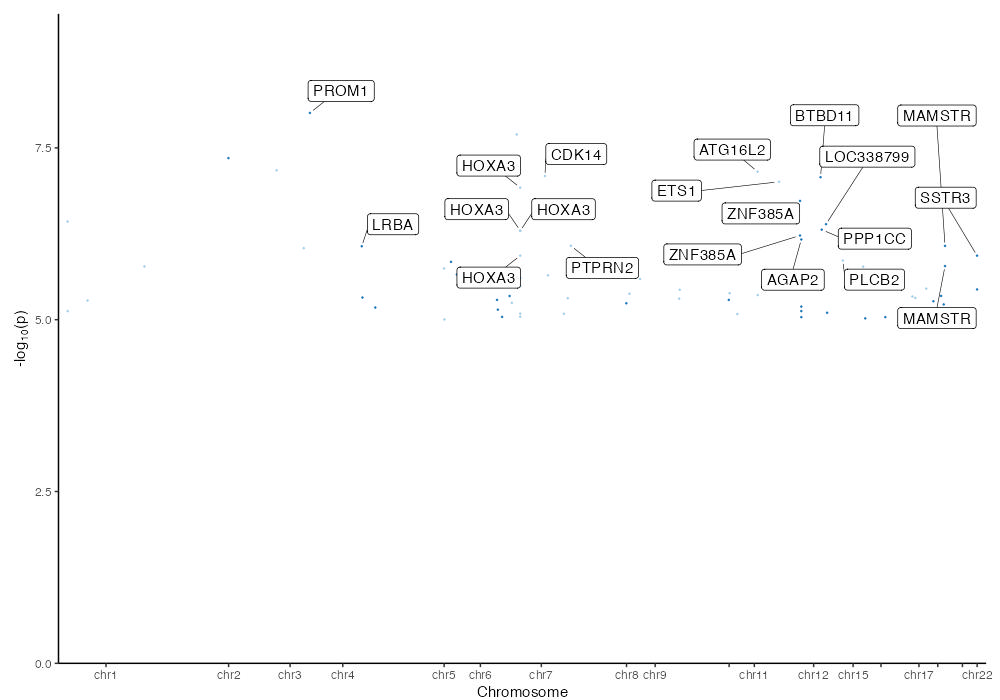 PROM1
7.5
BTBD11
MAMSTR
ATG16L2
CDK14
LOC338799
HOXA3
ETS1
SSTR3
HOXA3
HOXA3
ZNF385A
LRBA
PPP1CC
ZNF385A
PTPRN2
HOXA3
AGAP2
PLCB2
5.0
MAMSTR
-log10(p)
2.5
0.0
chr1 chr2 chr3 chr4 chr5 chr6 chr7 chr8 chr9 chr11 chr12 chr15 chr17 chr22
Chromosome